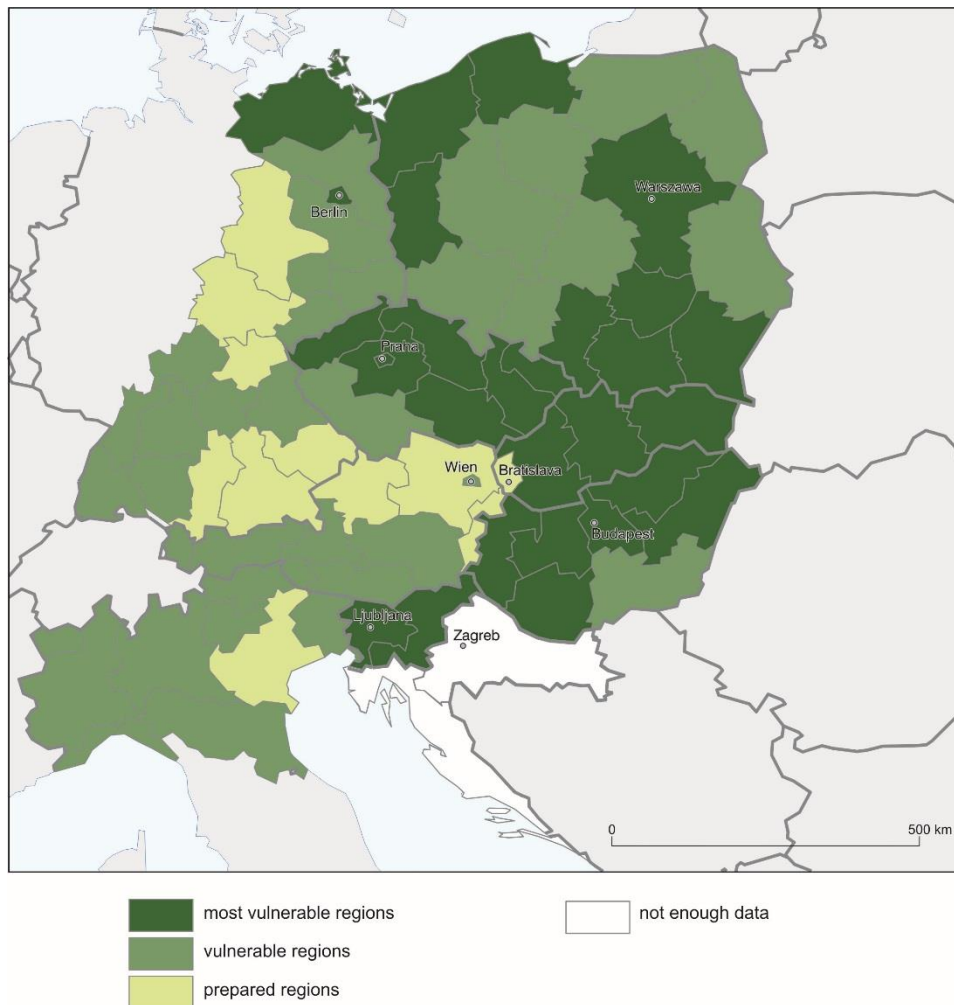 Warszawa
Berlin
Praha
Wien
Bratislava
Budapest
Ljubljana
Zagreb
0 500 km
most vulnerable regions
not enough data
vulnerable regions
prepared regions